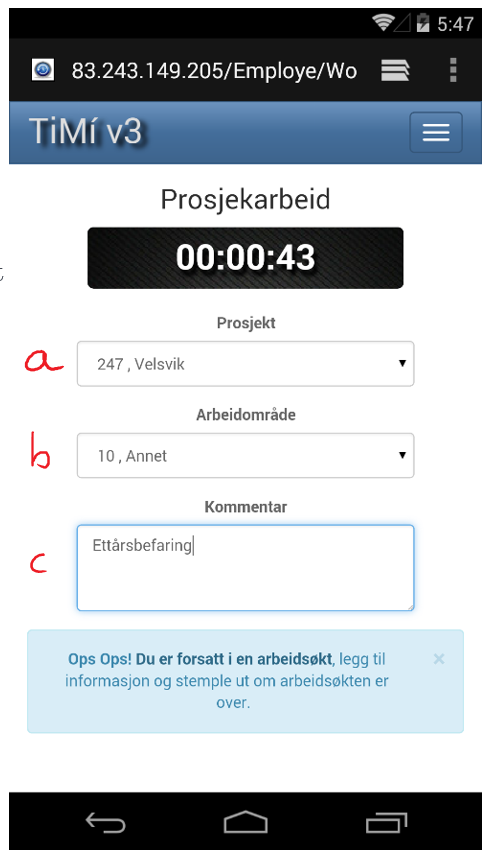 5:47
83.243.149.205/Employe/Wo
TiMí v3
Prosjekarbeid
00:00:43
Prosjekt
a
247 , Velsvik
Arbeidområde
b
10 , Annet
Kommentar
c
Ettårsbefaring
Ops Ops! Du er forsatt i en arbeidsøkt, legg til
informasjon og stemple ut om arbeidsøkten er
over.
×